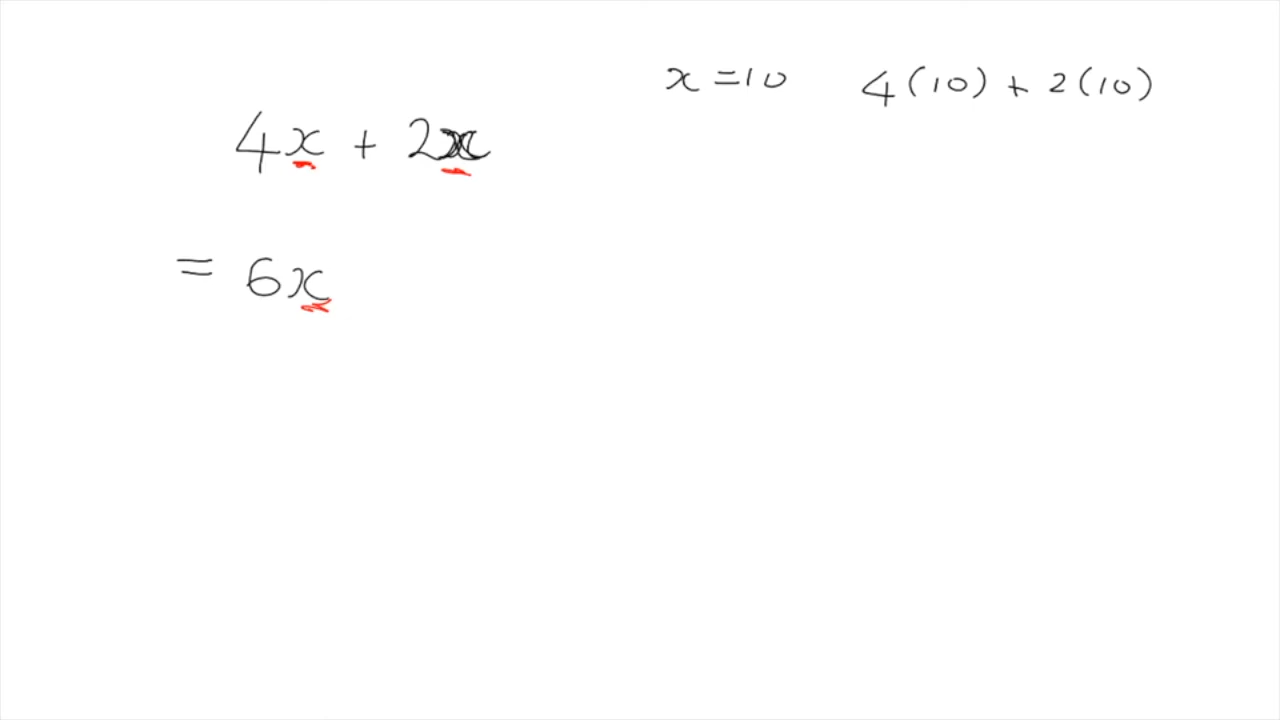 x = 10 4(10) + 2(10)
4x + 2x
= 6x